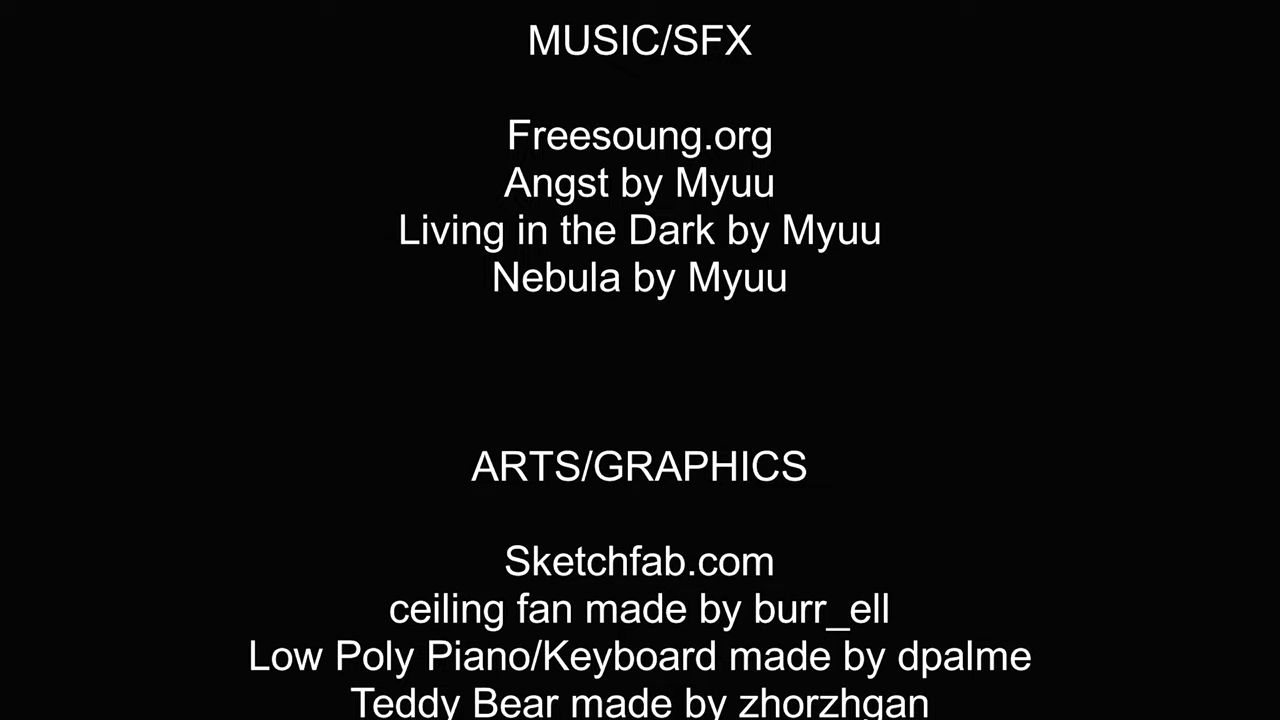 MUSIC/SFX
Freesoung.org
Angst by Myuu
Living in the Dark by Myuu
Nebula by Myuu
ARTS/GRAPHICS
Sketchfab.com
ceiling fan made by burr_ell
Low Poly Piano/Keyboard made by dpalme
Teddy Bear made by zhorzhgan